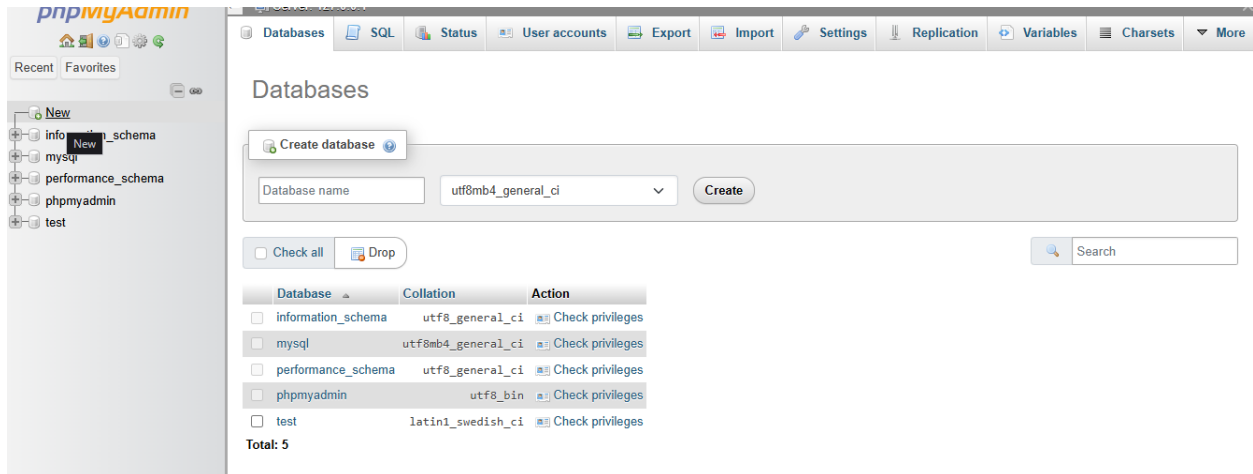 phpMyAdmin
Recent Favorites
New
New
information_schema
mysql
performance_schema
phpmyadmin
test
Databases SQL Status User accounts Export Import Settings Replication Variables Charsets More
Databases
Create database
Database name utf8mb4_general_ci Create
Check all Drop Search
Database Collation Action
information_schema utf8_general_ci Check privileges
mysql utf8mb4_general_ci Check privileges
performance_schema utf8_general_ci Check privileges
phpmyadmin utf8_bin Check privileges
test latin1_swedish_ci Check privileges
Total: 5